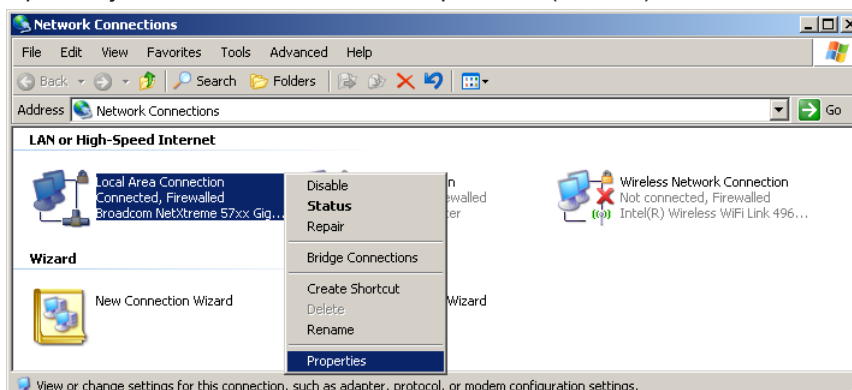 Network Connections
File Edit View Favorites Tools Advanced Help
Back Search Folders
Address Network Connections Go
LAN or High-Speed Internet
Local Area Connection
Connected, Firewalled
Broadcom NetXtreme 57xx Gig...
Disable
Status
Repair
Bridge Connections
Create Shortcut
Delete
Rename
Properties
Wireless Network Connection
Not connected, Firewalled
Intel(R) Wireless WiFi Link 496...
Wizard
New Connection Wizard
Wizard
View or change settings for this connection, such as adapter, protocol, or modem configuration settings.